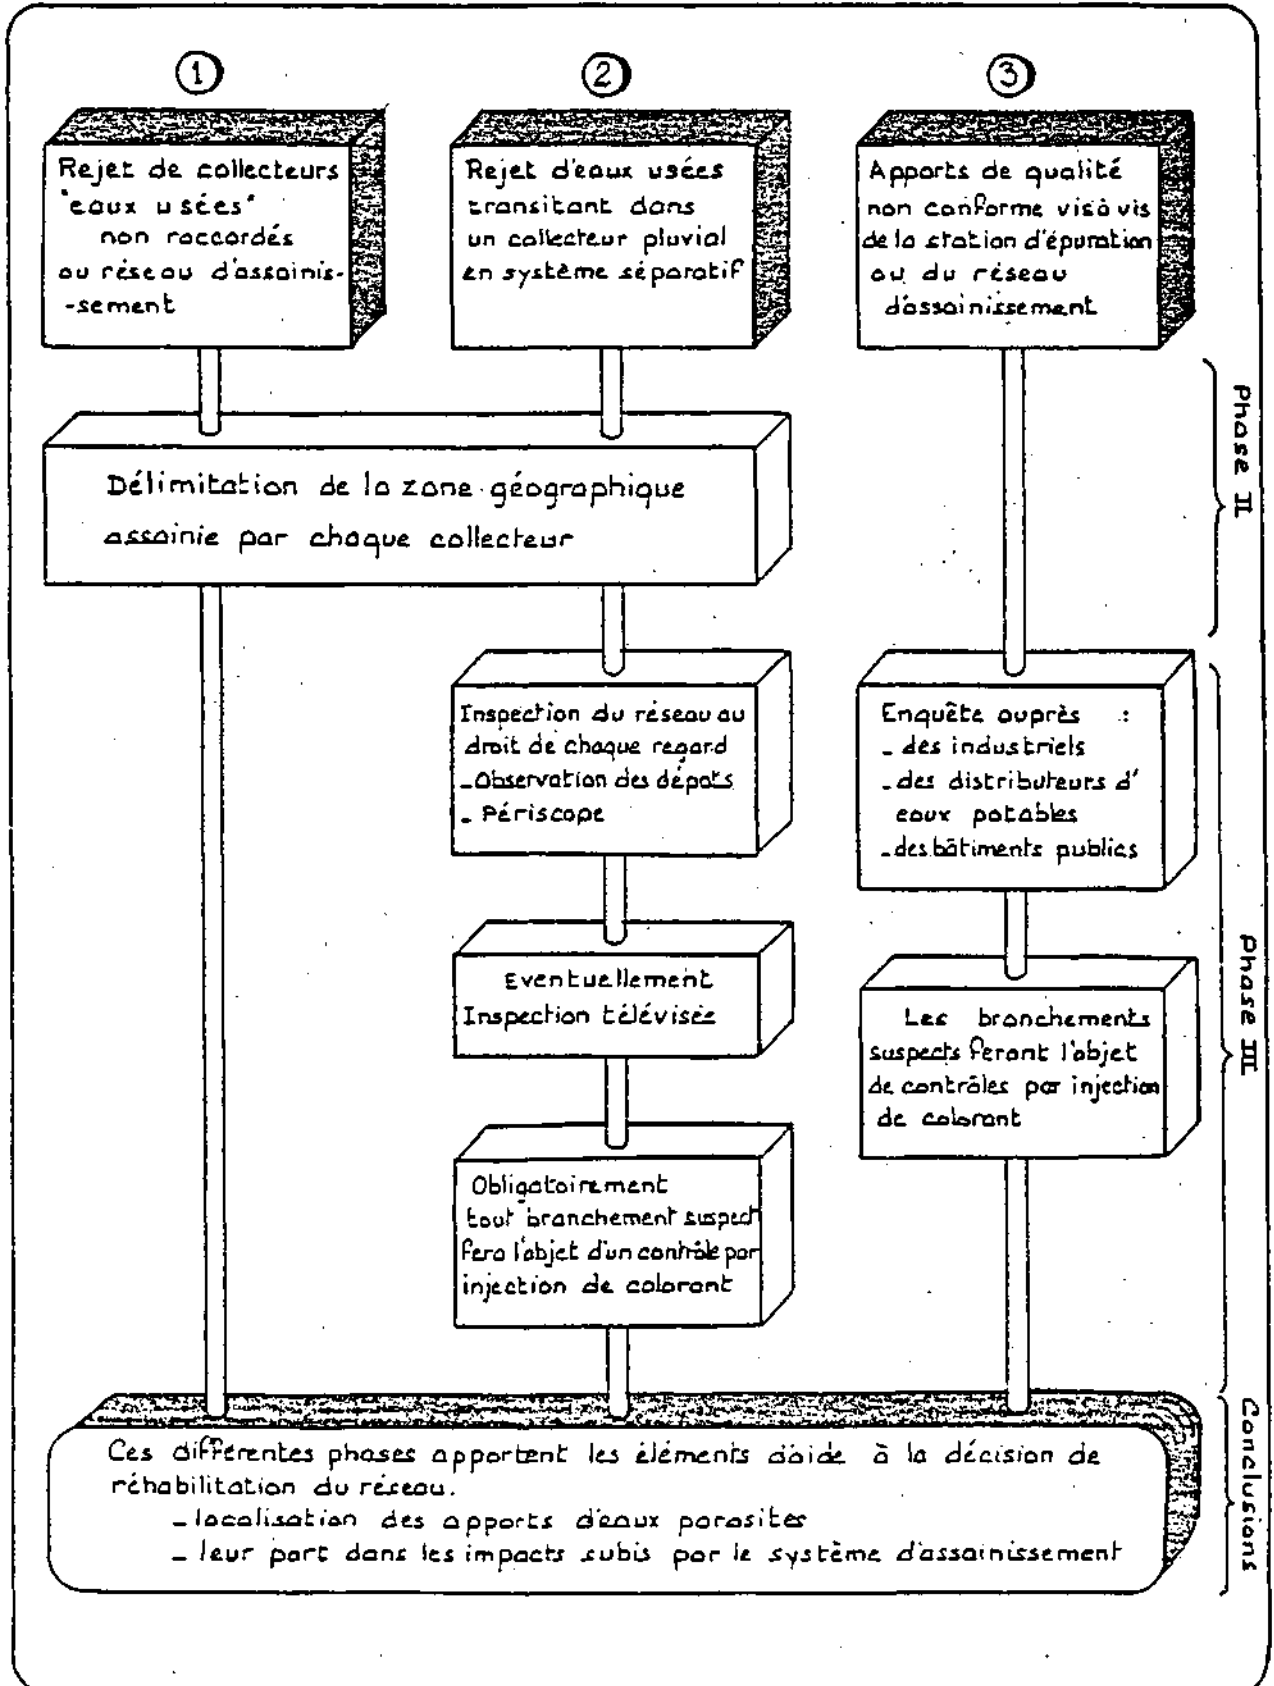 1
Rejet de collecteurs
"eaux usées"
non raccordés
au réseau d'assainis-
-sement
2
Rejet d'eaux usées
transitant dans
un collecteur pluvial
en système séparatif
3
Apports de qualité
non conforme vis à vis
de la station d'épuration
ou du réseau
d'assainissement
Phase II
Délimitation de la zone géographique
assainie par chaque collecteur
Inspection du réseau au
droit de chaque regard
- Observation des dépots
- Périscope
Enquête auprès :
- des industriels
- des distributeurs d'
eaux potables
- des bâtiments publics
Phase III
Eventuellement
Inspection télévisée
Les branchements
suspects feront l'objet
de contrôles par injection
de colorant
Obligatoirement
tout branchement suspect
fera l'objet d'un contrôle par
injection de colorant
Conclusions
Ces différentes phases apportent les éléments d'aide à la décision de
réhabilitation du réseau.
- localisation des apports d'eaux parasites
- leur part dans les impacts subis par le système d'assainissement